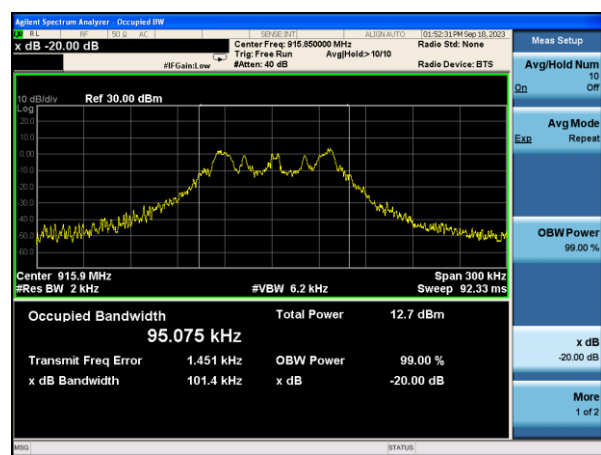 Agilent Spectrum Analyzer - Occupied BW
RL RF 50 Ω AC SENSE:INT ALIGN AUTO 01:52:31 PM Sep 18, 2023
x dB -20.00 dB
Center Freq: 915.850000 MHz
Radio Std: None
Trig: Free Run Avg|Hold:> 10/10
#IFGain:Low #Atten: 40 dB Radio Device: BTS
10 dB/div Ref 30.00 dBm
Log
20.0
10.0
0.00
-10.0
-20.0
-30.0
-40.0
-50.0
-60.0
Center 915.9 MHz Span 300 kHz
#Res BW 2 kHz #VBW 6.2 kHz Sweep 92.33 ms
Occupied Bandwidth Total Power 12.7 dBm
95.075 kHz
Transmit Freq Error 1.451 kHz OBW Power 99.00 %
x dB Bandwidth 101.4 kHz x dB -20.00 dB
MSG STATUS
Meas Setup
Avg/Hold Num
10
On Off
Avg Mode
Exp Repeat
OBW Power
99.00 %
x dB
-20.00 dB
More
1 of 2